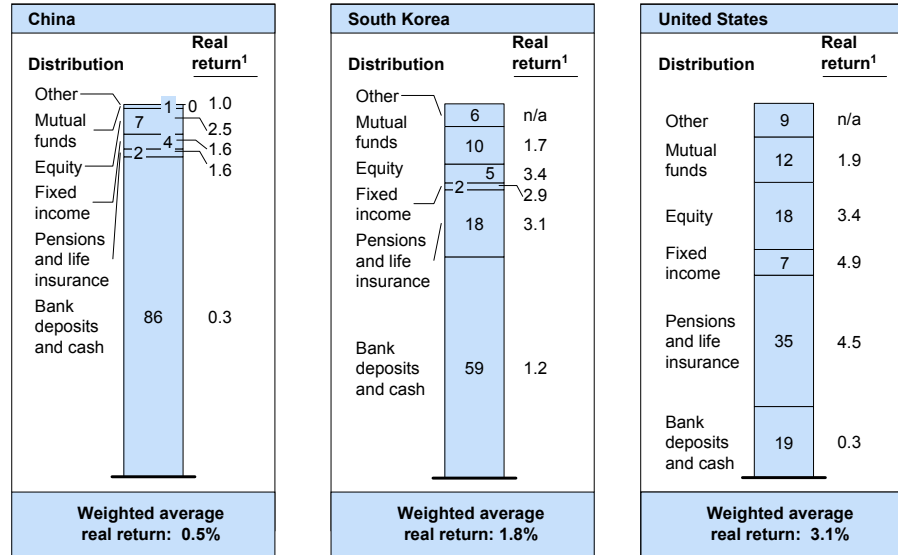 China
Distribution
Real
return¹
Other
Mutual
funds
Equity
Fixed
income
Pensions
and life
insurance
Bank
deposits
and cash
1 0 1.0
7 2.5
4 1.6
2 1.6
86 0.3
Weighted average
real return: 0.5%
South Korea
Distribution
Real
return¹
Other
6 n/a
Mutual
funds
10 1.7
Equity
5 3.4
Fixed
income
2 2.9
Pensions
and life
insurance
18 3.1
Bank
deposits
and cash
59 1.2
Weighted average
real return: 1.8%
United States
Distribution
Real
return¹
Other 9 n/a
Mutual
funds
12 1.9
Equity 18 3.4
Fixed
income
7 4.9
Pensions
and life
insurance
35 4.5
Bank
deposits
and cash
19 0.3
Weighted average
real return: 3.1%